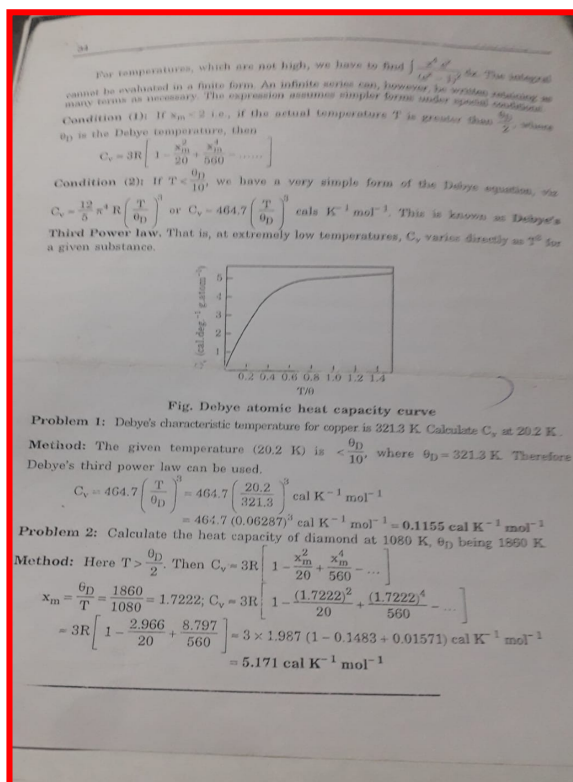 34
For temperatures, which are not high, we have to find ∫ x⁴ eˣ / (eˣ − 1)² dx. The integral
cannot be evaluated in a finite form. An infinite series can, however, be written retaining as
many terms as necessary. The expression assumes simpler forms under special conditions.
Condition (1): If xₘ < 2 i.e., if the actual temperature T is greater than θD/2, where
θD is the Debye temperature, then
Cᵥ = 3R [ 1 − xₘ²/20 + xₘ⁴/560 − ...... ]
Condition (2): If T < θD/10, we have a very simple form of the Debye equation, viz
Cᵥ = 12/5 π⁴ R (T/θD)³ or Cᵥ = 464.7 (T/θD)³ cals K⁻¹ mol⁻¹. This is known as Debye's
Third Power law. That is, at extremely low temperatures, Cᵥ varies directly as T³ for
a given substance.
(cal.deg.⁻¹ g.atom⁻¹)
5
4
3
2
1
0.2 0.4 0.6 0.8 1.0 1.2 1.4
T/θ
Fig. Debye atomic heat capacity curve
Problem 1: Debye's characteristic temperature for copper is 321.3 K. Calculate Cᵥ at 20.2 K.
Method: The given temperature (20.2 K) is < θD/10, where θD = 321.3 K. Therefore
Debye's third power law can be used.
Cᵥ = 464.7 (T/θD)³ = 464.7 (20.2/321.3)³ cal K⁻¹ mol⁻¹
= 464.7 (0.06287)³ cal K⁻¹ mol⁻¹ = 0.1155 cal K⁻¹ mol⁻¹
Problem 2: Calculate the heat capacity of diamond at 1080 K, θD being 1860 K.
Method: Here T > θD/2. Then Cᵥ = 3R [ 1 − xₘ²/20 + xₘ⁴/560 − ... ]
xₘ = θD/T = 1860/1080 = 1.7222; Cᵥ = 3R [ 1 − (1.7222)²/20 + (1.7222)⁴/560 − ... ]
= 3R [ 1 − 2.966/20 + 8.797/560 ] = 3 × 1.987 (1 − 0.1483 + 0.01571) cal K⁻¹ mol⁻¹
= 5.171 cal K⁻¹ mol⁻¹